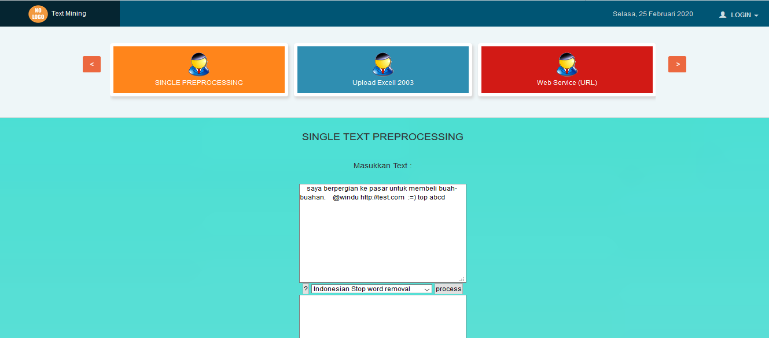 NO LOGO
Text Mining
Selasa, 25 Februari 2020
LOGIN
<
SINGLE PREPROCESSING
Upload Excell 2003
Web Service (URL)
>
SINGLE TEXT PREPROCESSING
Masukkan Text :
saya berpergian ke pasar untuk membeli buah-
buahan. @windu http://test.com :=) top abcd
? Indonesian Stop word removal process